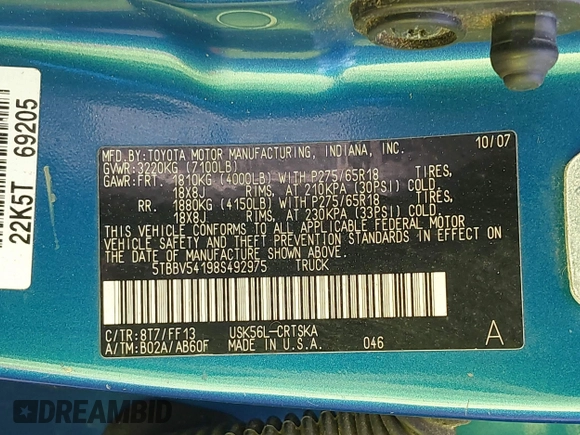 22K5T 69205
MFD. BY: TOYOTA MOTOR MANUFACTURING, INDIANA, INC. 10/07
GVWR: 3220KG (7100LB)
GAWR: FRT. 1810KG (4000LB) WITH P275/65R18 TIRES,
18X8J RIMS, AT 210KPA (30PSI) COLD.
RR. 1880KG (4150LB) WITH P275/65R18 TIRES,
18X8J RIMS, AT 230KPA (33PSI) COLD.
THIS VEHICLE CONFORMS TO ALL APPLICABLE FEDERAL MOTOR
VEHICLE SAFETY AND THEFT PREVENTION STANDARDS IN EFFECT ON
THE DATE OF MANUFACTURE SHOWN ABOVE.
5TBBV54198S492975 TRUCK
C/TR: 8T7/FF13 USK56L-CRTSKA
A/TM: B02A/AB60F MADE IN U.S.A. 046 A
DREAMBID